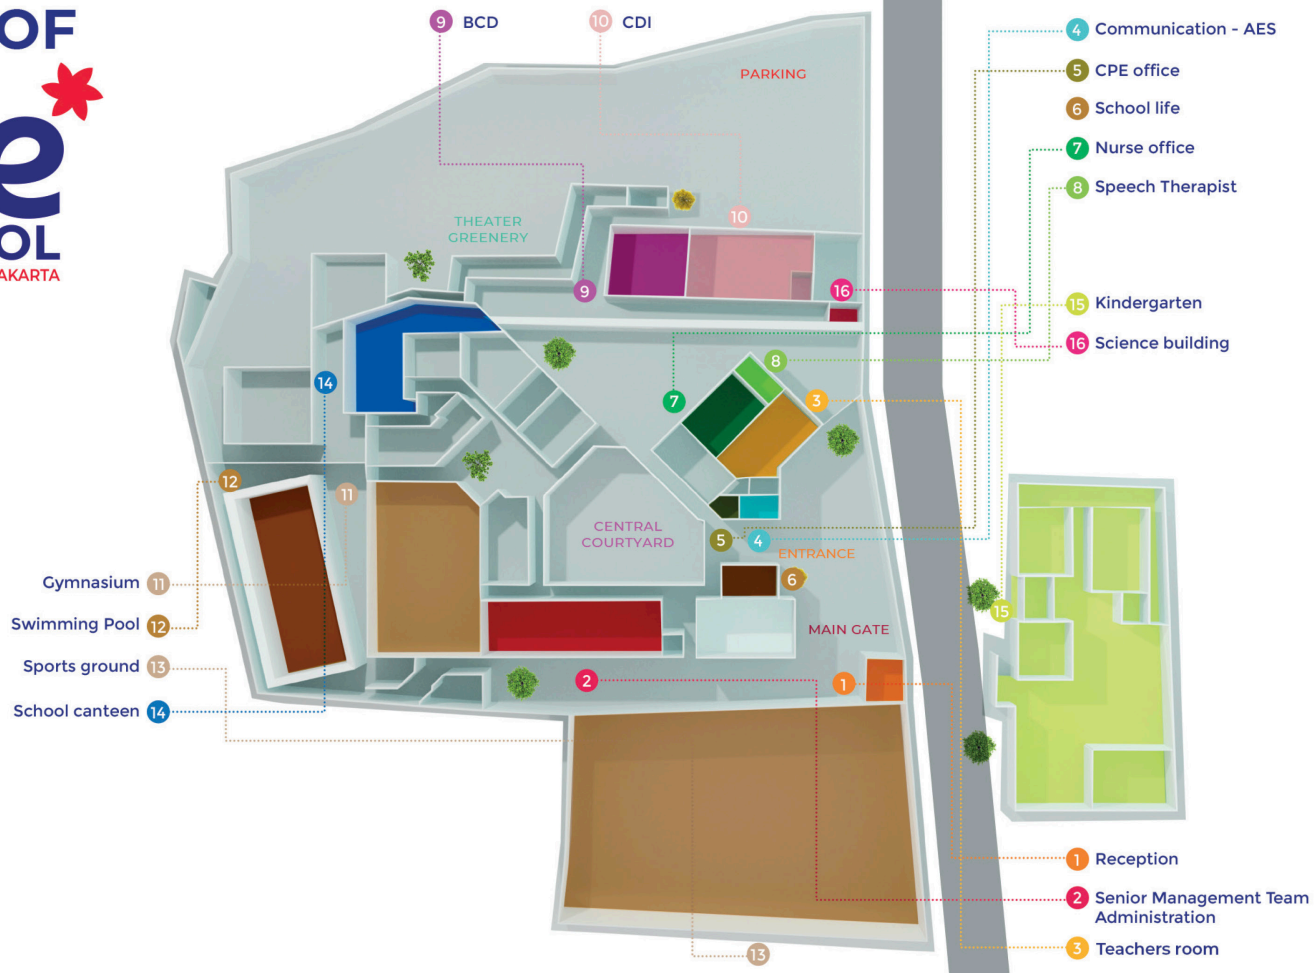 OF
e
OOL
AKARTA
9 BCD
10 CDI
PARKING
4 Communication - AES
5 CPE office
6 School life
7 Nurse office
8 Speech Therapist
THEATER
GREENERY
10
9
16
15 Kindergarten
16 Science building
8
7
3
14
12
11
CENTRAL
COURTYARD
5
4
ENTRANCE
6
15
MAIN GATE
Gymnasium 11
Swimming Pool 12
Sports ground 13
School canteen 14
2
1
13
1 Reception
2 Senior Management Team
Administration
3 Teachers room